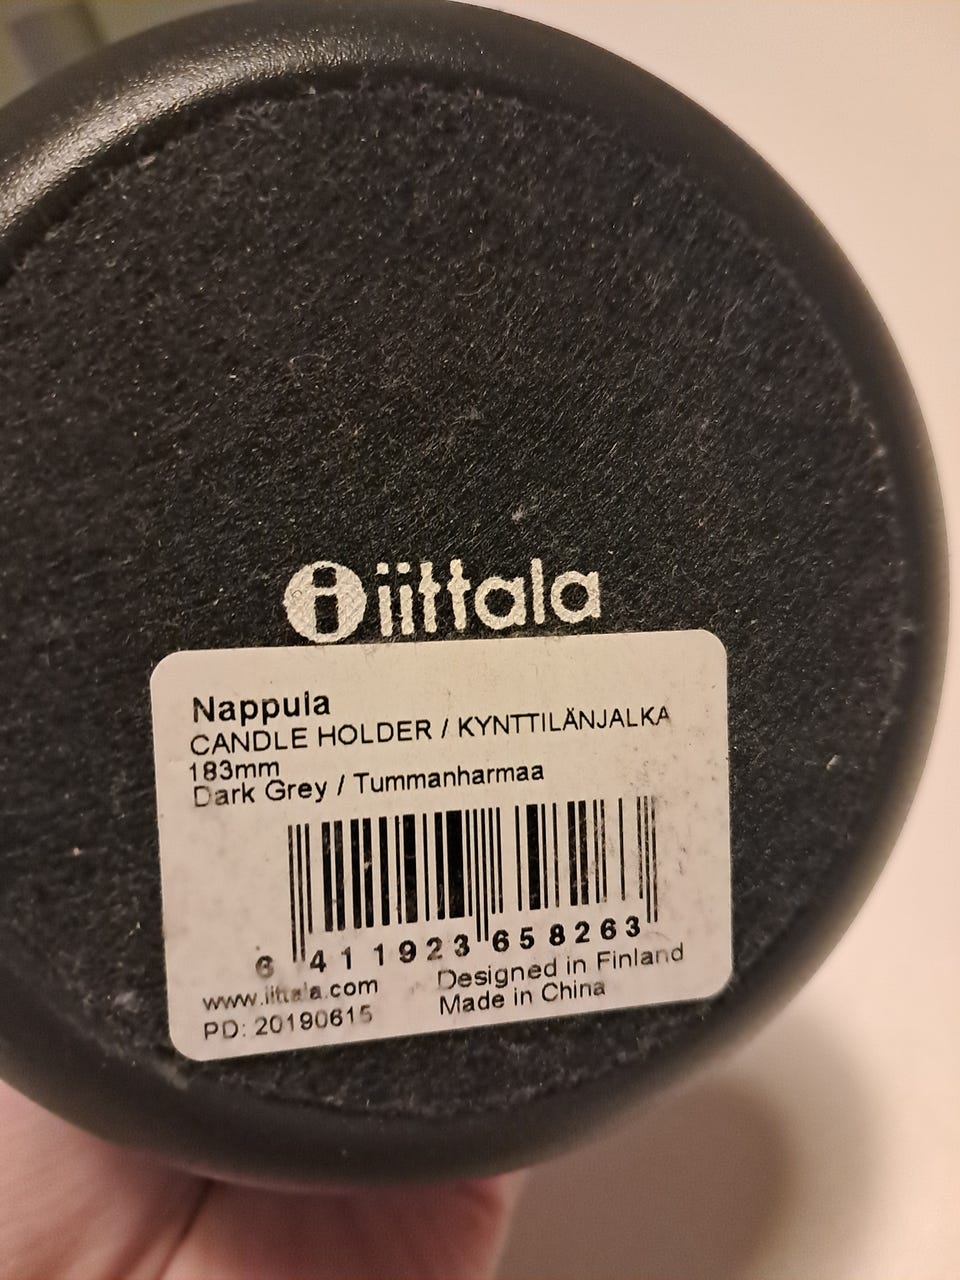 iittala
Nappula
CANDLE HOLDER / KYNTTILÄNJALKA
183mm
Dark Grey / Tummanharmaa
6 411923 658263
www.iittala.com Designed in Finland
PD: 20190615 Made in China